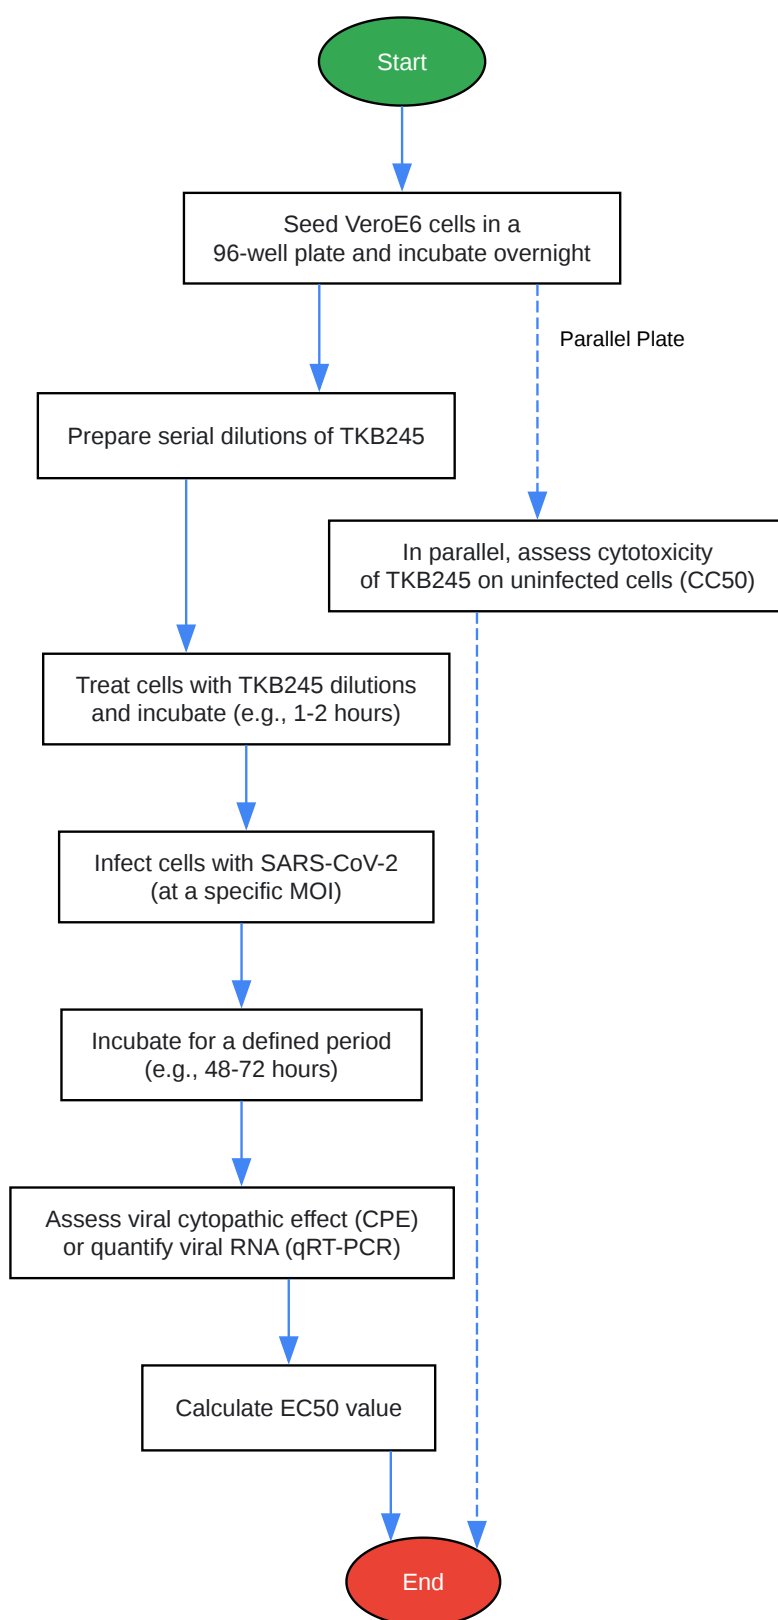 Start
Seed VeroE6 cells in a
96-well plate and incubate overnight
Parallel Plate
Prepare serial dilutions of TKB245
In parallel, assess cytotoxicity
of TKB245 on uninfected cells (CC50)
Treat cells with TKB245 dilutions
and incubate (e.g., 1-2 hours)
Infect cells with SARS-CoV-2
(at a specific MOI)
Incubate for a defined period
(e.g., 48-72 hours)
Assess viral cytopathic effect (CPE)
or quantify viral RNA (qRT-PCR)
Calculate EC50 value
End